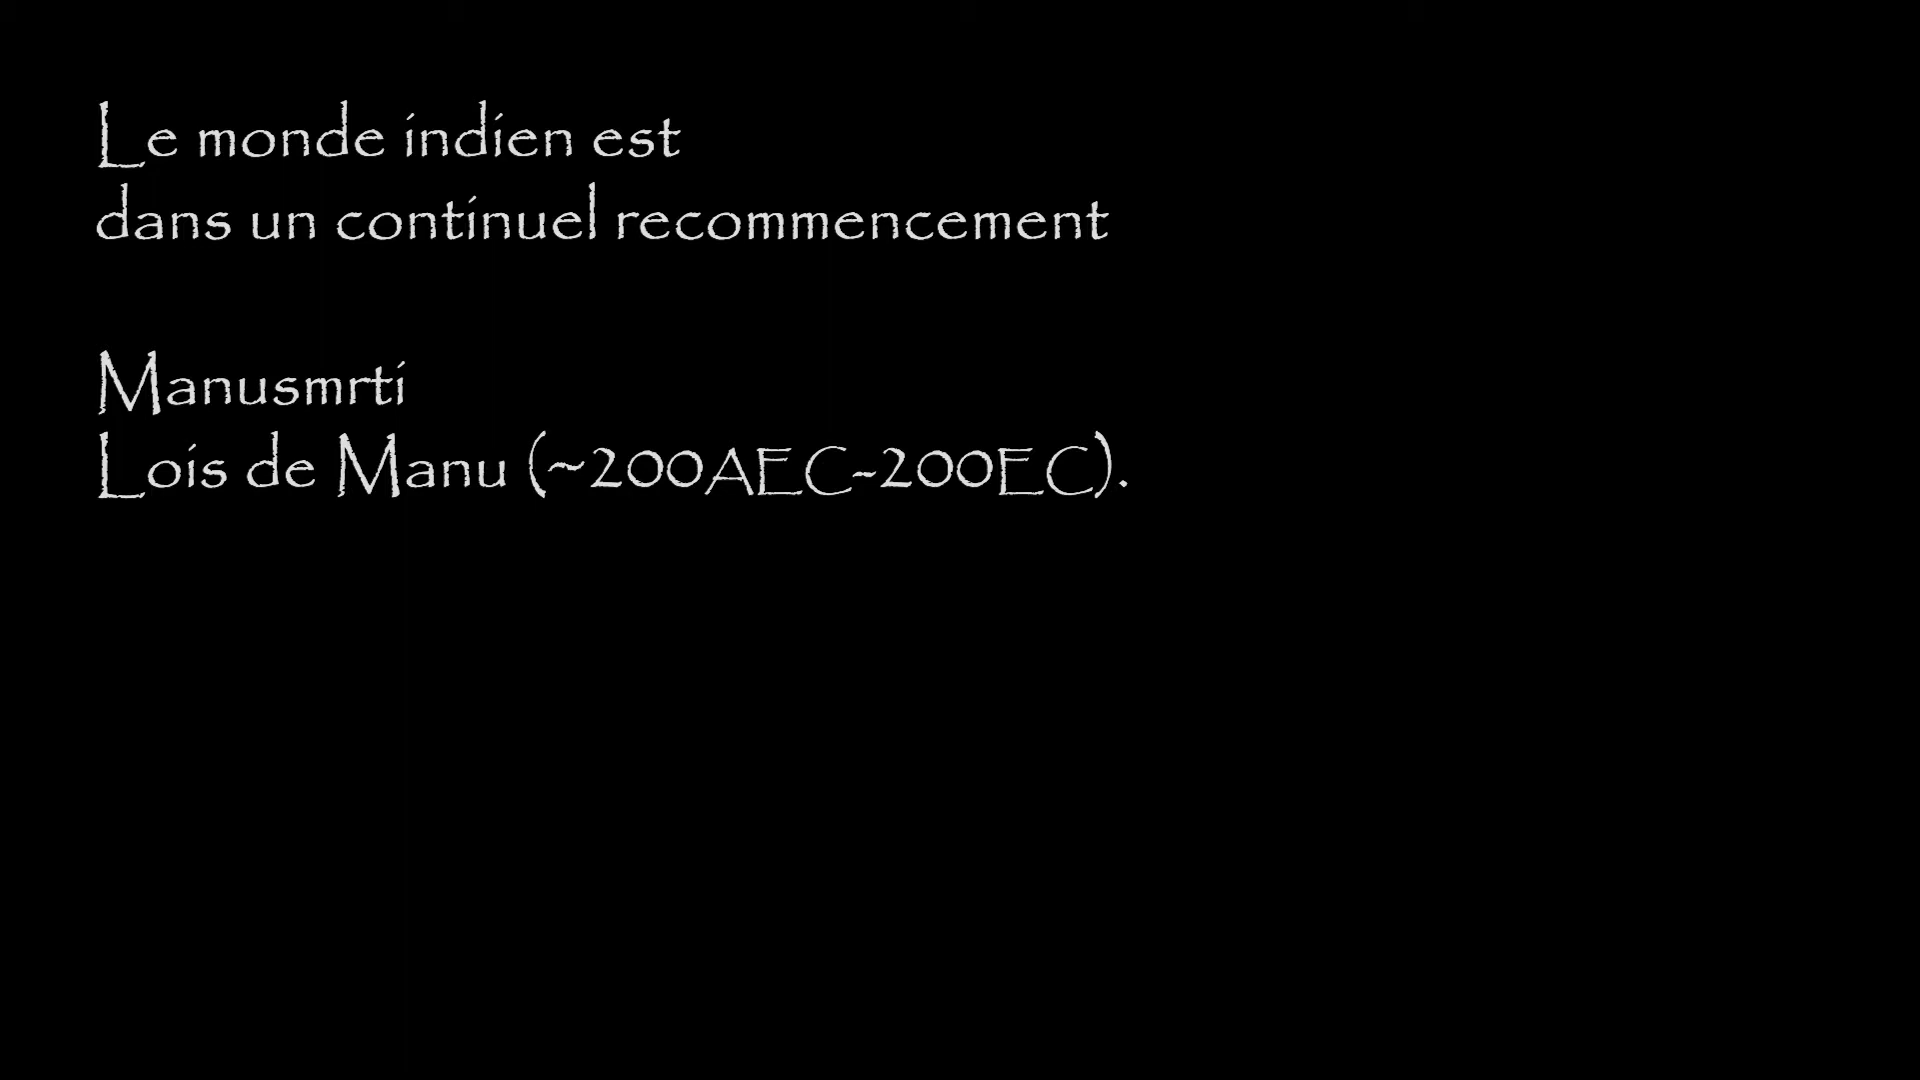 Le monde indien est
dans un continuel recommencement
Manusmrti
Lois de Manu (~200AEC-200EC).